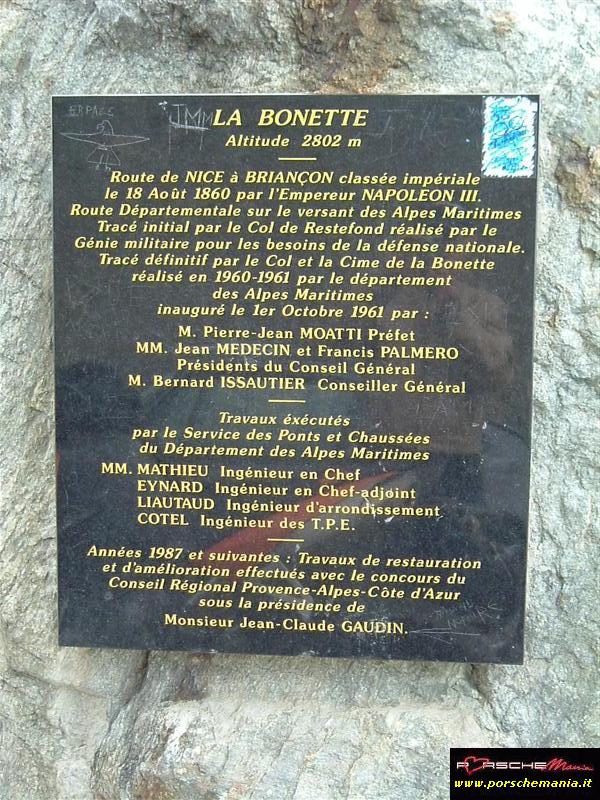 ERPACE
JMM
LA BONETTE
Altitude 2802 m
Route de NICE à BRIANÇON classée impériale
le 18 Août 1860 par l'Empereur NAPOLEON III.
Route Départementale sur le versant des Alpes Maritimes
Tracé initial par le Col de Restefond réalisé par le
Génie militaire pour les besoins de la défense nationale.
Tracé définitif par le Col et la Cime de la Bonette
réalisé en 1960-1961 par le département
des Alpes Maritimes
inauguré le 1er Octobre 1961 par :
M. Pierre-Jean MOATTI Préfet
MM. Jean MEDECIN et Francis PALMERO
Présidents du Conseil Général
M. Bernard ISSAUTIER Conseiller Général
Travaux éxécutés
par le Service des Ponts et Chaussées
du Département des Alpes Maritimes
MM. MATHIEU Ingénieur en Chef
EYNARD Ingénieur en Chef-adjoint
LIAUTAUD Ingénieur d'arrondissement
COTEL Ingénieur des T.P.E.
Années 1987 et suivantes : Travaux de restauration
et d'amélioration effectués avec le concours du
Conseil Régional Provence-Alpes-Côte d'Azur
sous la présidence de
Monsieur Jean-Claude GAUDIN.
PORSCHEMania
www.porschemania.it